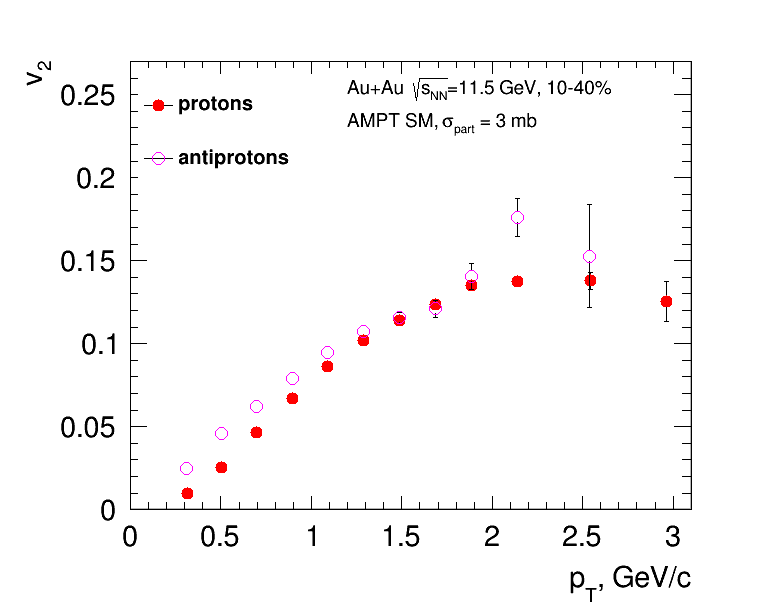 v2
0.25
0.2
0.15
0.1
0.05
0
protons
antiprotons
Au+Au √sNN=11.5 GeV, 10-40%
AMPT SM, σpart = 3 mb
0 0.5 1 1.5 2 2.5 3
pT, GeV/c